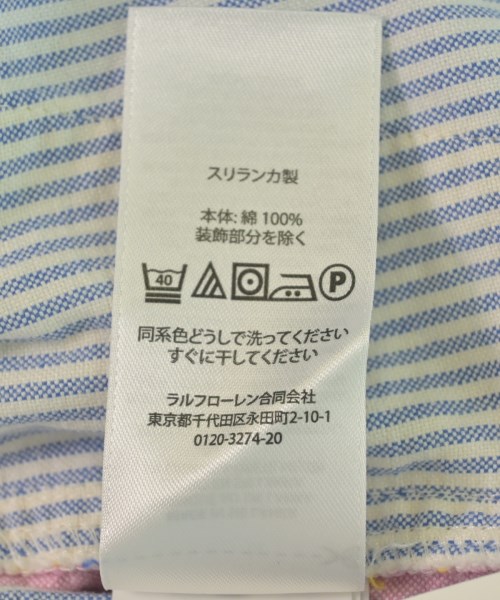 スリランカ製
本体: 綿 100%
装飾部分を除く
40 P
同系色どうしで洗ってください
すぐに干してください
ラルフローレン合同会社
東京都千代田区永田町2-10-1
0120-3274-20